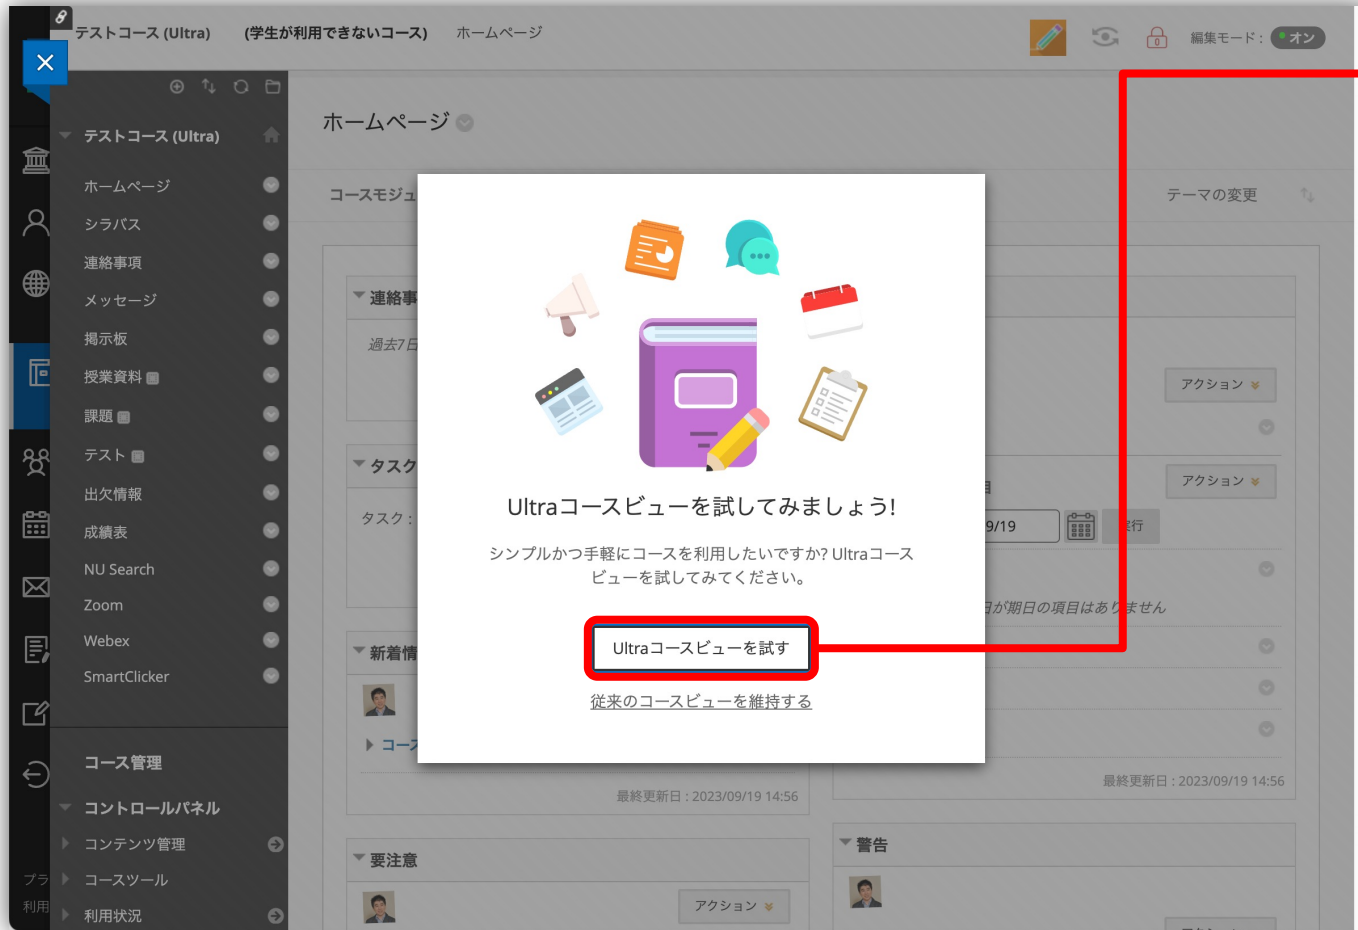 テストコース (Ultra) (学生が利用できないコース) ホームページ
編集モード : オン
テストコース (Ultra)
ホームページ
シラバス
連絡事項
メッセージ
掲示板
授業資料
課題
テスト
出欠情報
成績表
NU Search
Zoom
Webex
SmartClicker
コース管理
コントロールパネル
コンテンツ管理
コースツール
利用状況
プラ
利用
ホームページ
コースモジュ
テーマの変更
連絡事
過去7日
タスク
タスク :
新着情
コース
最終更新日 : 2023/09/19 14:56
要注意
アクション
アクション
アクション
9/19
実行
日が期日の項目はありません
最終更新日 : 2023/09/19 14:56
警告
Ultraコースビューを試してみましょう!
シンプルかつ手軽にコースを利用したいですか? Ultraコース
ビューを試してみてください。
Ultraコースビューを試す
従来のコースビューを維持する